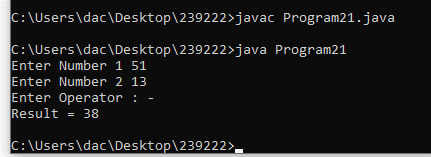 C:\Users\dac\Desktop\239222>javac Program21.java
C:\Users\dac\Desktop\239222>java Program21
Enter Number 1 51
Enter Number 2 13
Enter Operator : -
Result = 38
C:\Users\dac\Desktop\239222>